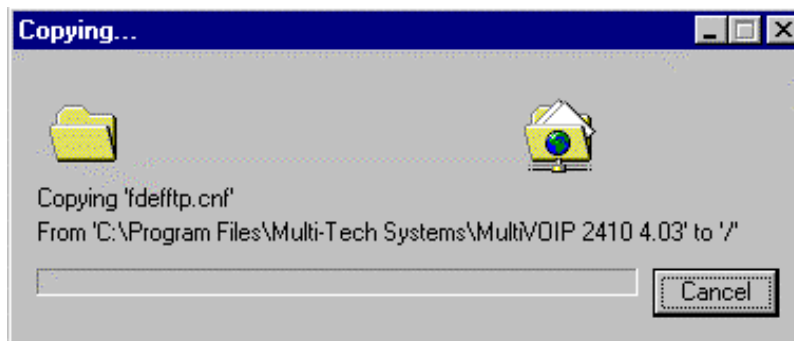 Copying...
Copying 'fdefftp.cnf'
From 'C:\Program Files\Multi-Tech Systems\MultiVOIP 2410 4.03' to '/'
Cancel